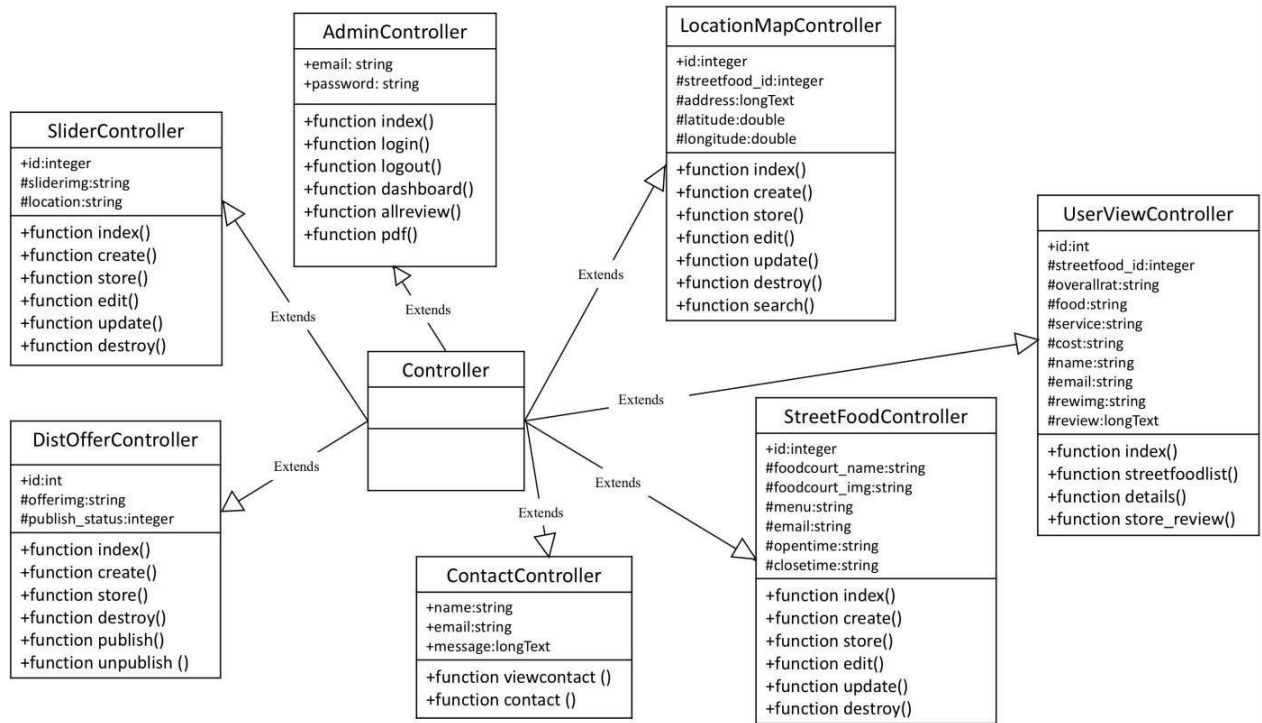 AdminController
+email: string
+password: string
+function index()
+function login()
+function logout()
+function dashboard()
+function allreview()
+function pdf()
LocationMapController
+id:integer
#streetfood_id:integer
#address:longText
#latitude:double
#longitude:double
+function index()
+function create()
+function store()
+function edit()
+function update()
+function destroy()
+function search()
SliderController
+id:integer
#sliderimg:string
#location:string
+function index()
+function create()
+function store()
+function edit()
+function update()
+function destroy()
UserViewController
+id:int
#streetfood_id:integer
#overallrat:string
#food:string
#service:string
#cost:string
#name:string
#email:string
#rewimg:string
#review:longText
+function index()
+function streetfoodlist()
+function details()
+function store_review()
Extends
Extends
Extends
Controller
Extends
DistOfferController
+id:int
#offerimg:string
#publish_status:integer
+function index()
+function create()
+function store()
+function destroy()
+function publish()
+function unpublish ()
Extends
Extends
Extends
StreetFoodController
+id:integer
#foodcourt_name:string
#foodcourt_img:string
#menu:string
#email:string
#opentime:string
#closetime:string
+function index()
+function create()
+function store()
+function edit()
+function update()
+function destroy()
ContactController
+name:string
+email:string
+message:longText
+function viewcontact ()
+function contact ()